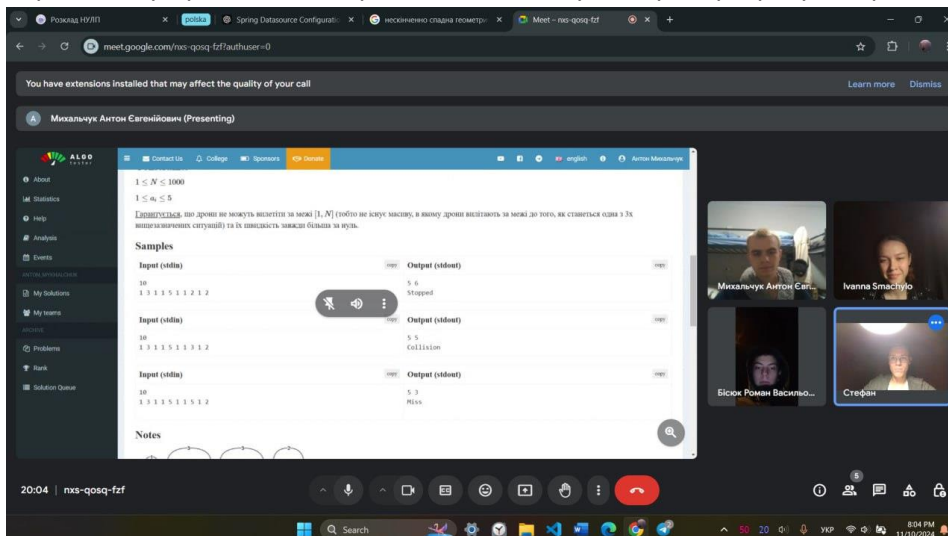 Розклад НУЛП
polska
Spring Datasource Configuratio
нескінченно спадна геометри
Meet – nxs-qosq-fzf
meet.google.com/nxs-qosq-fzf?authuser=0
You have extensions installed that may affect the quality of your call
Learn more
Dismiss
А
Михальчук Антон Євгенійович (Presenting)
ALGO
Contact Us
College
Sponsors
Donate
english
Антон Михальчук
About
Statistics
Help
Analysis
Events
My Solutions
My teams
ARCHIVE
Problems
Rank
Solution Queue
1 ≤ N ≤ 1000
1 ≤ aᵢ ≤ 5
Гарантується, що дрони не можуть вилетіти за межі [1, N] (тобто не існує масиву, в якому дрони вилітають за межі до того, як станеться одна з 3х
вищезазначених ситуацій) та їх швидкість завжди більша за нуль.
Samples
Input (stdin)
copy
Output (stdout)
copy
10
1 3 1 1 5 1 1 2 1 2
5 6
Stopped
Input (stdin)
copy
Output (stdout)
copy
10
1 3 1 1 5 1 1 3 1 2
5 5
Collision
Input (stdin)
copy
Output (stdout)
copy
10
1 3 1 1 5 1 1 5 1 2
5 3
Miss
Notes
Михальчук Антон Євг...
Ivanna Smachylo
Бісюк Роман Васильо...
Стефан
20:04 | nxs-qosq-fzf
5
Search
50
20
УКР
8:04 PM
11/10/2024